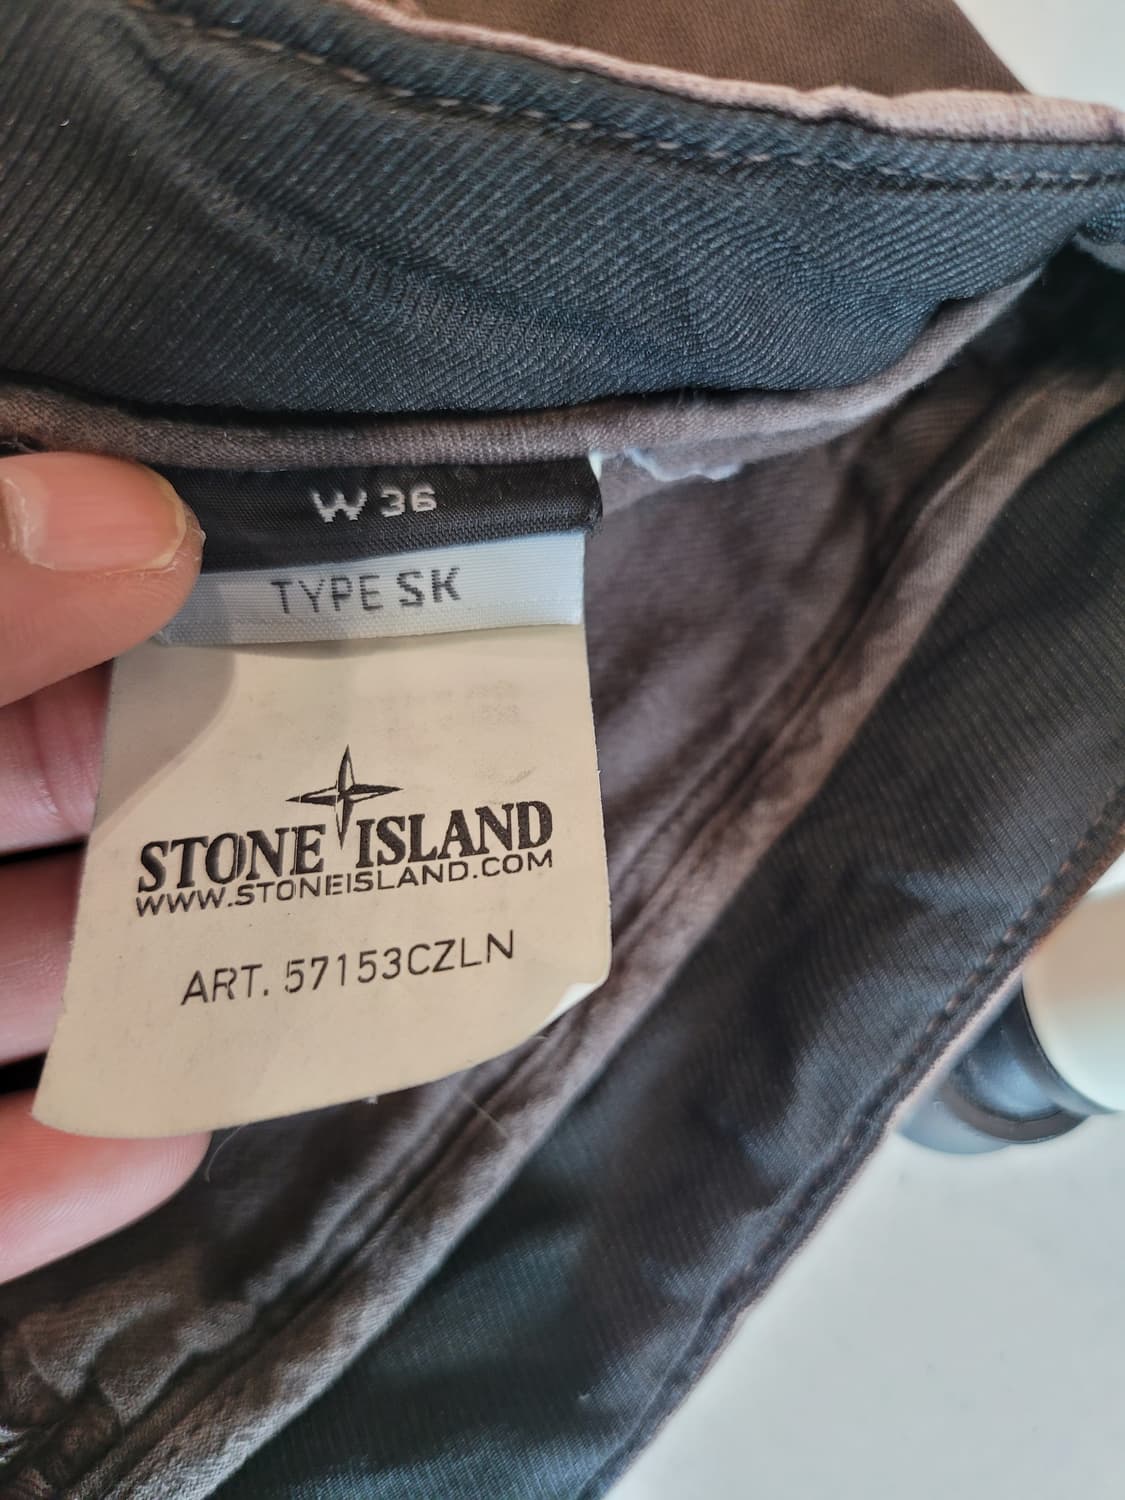 W 36
TYPE SK
STONE ISLAND
WWW.STONEISLAND.COM
ART. 57153CZLN